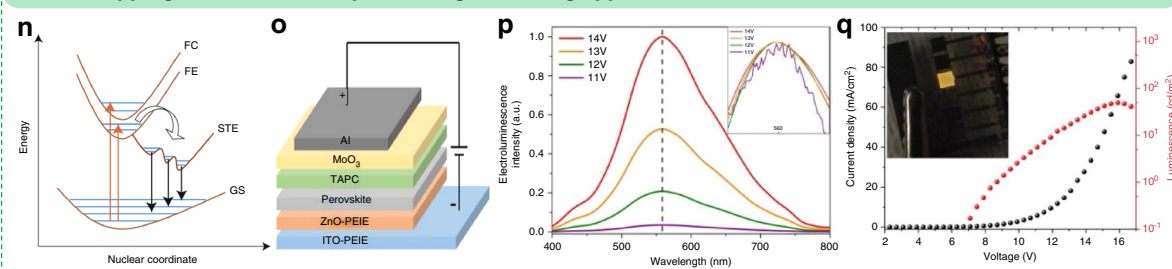 n
FC
FE
STE
GS
Energy
Nuclear coordinate
o
+
Al
MoO3
TAPC
Perovskite
ZnO-PEIE
ITO-PEIE
-
p
Electroluminescence
intensity (a.u.)
1.0
0.8
0.6
0.4
0.2
0.0
14V
13V
12V
11V
14V
13V
12V
11V
560
400 500 600 700 800
Wavelength (nm)
q
Current density (mA/cm2)
100
80
60
40
20
0
2 4 6 8 10 12 14 16
Voltage (V)
103
102
101
100
10-1
Luminescence (cd/m2)